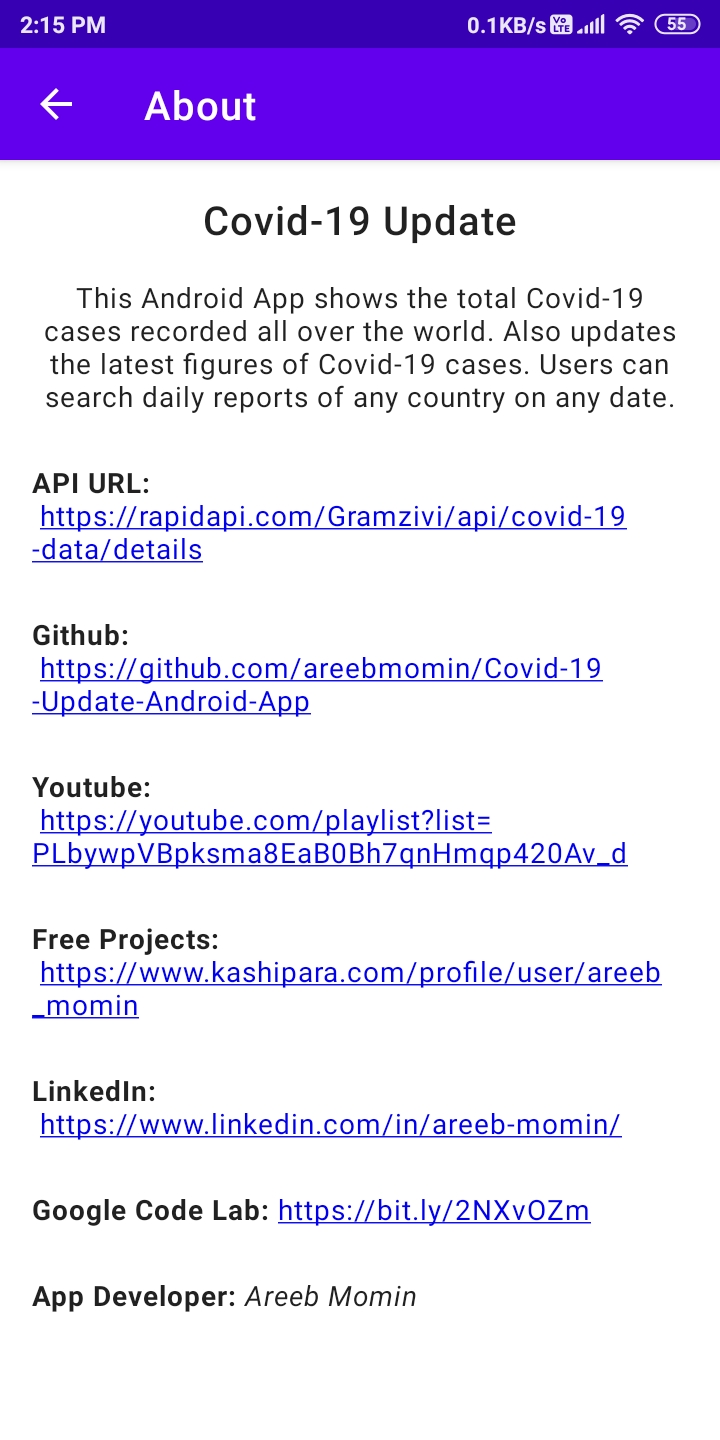 2:15 PM 0.1KB/s Vo LTE 55
About
Covid-19 Update
This Android App shows the total Covid-19
cases recorded all over the world. Also updates
the latest figures of Covid-19 cases. Users can
search daily reports of any country on any date.
API URL:
https://rapidapi.com/Gramzivi/api/covid-19
-data/details
Github:
https://github.com/areebmomin/Covid-19
-Update-Android-App
Youtube:
https://youtube.com/playlist?list=
PLbywpVBpksma8EaB0Bh7qnHmqp420Av_d
Free Projects:
https://www.kashipara.com/profile/user/areeb
_momin
LinkedIn:
https://www.linkedin.com/in/areeb-momin/
Google Code Lab: https://bit.ly/2NXvOZm
App Developer: Areeb Momin